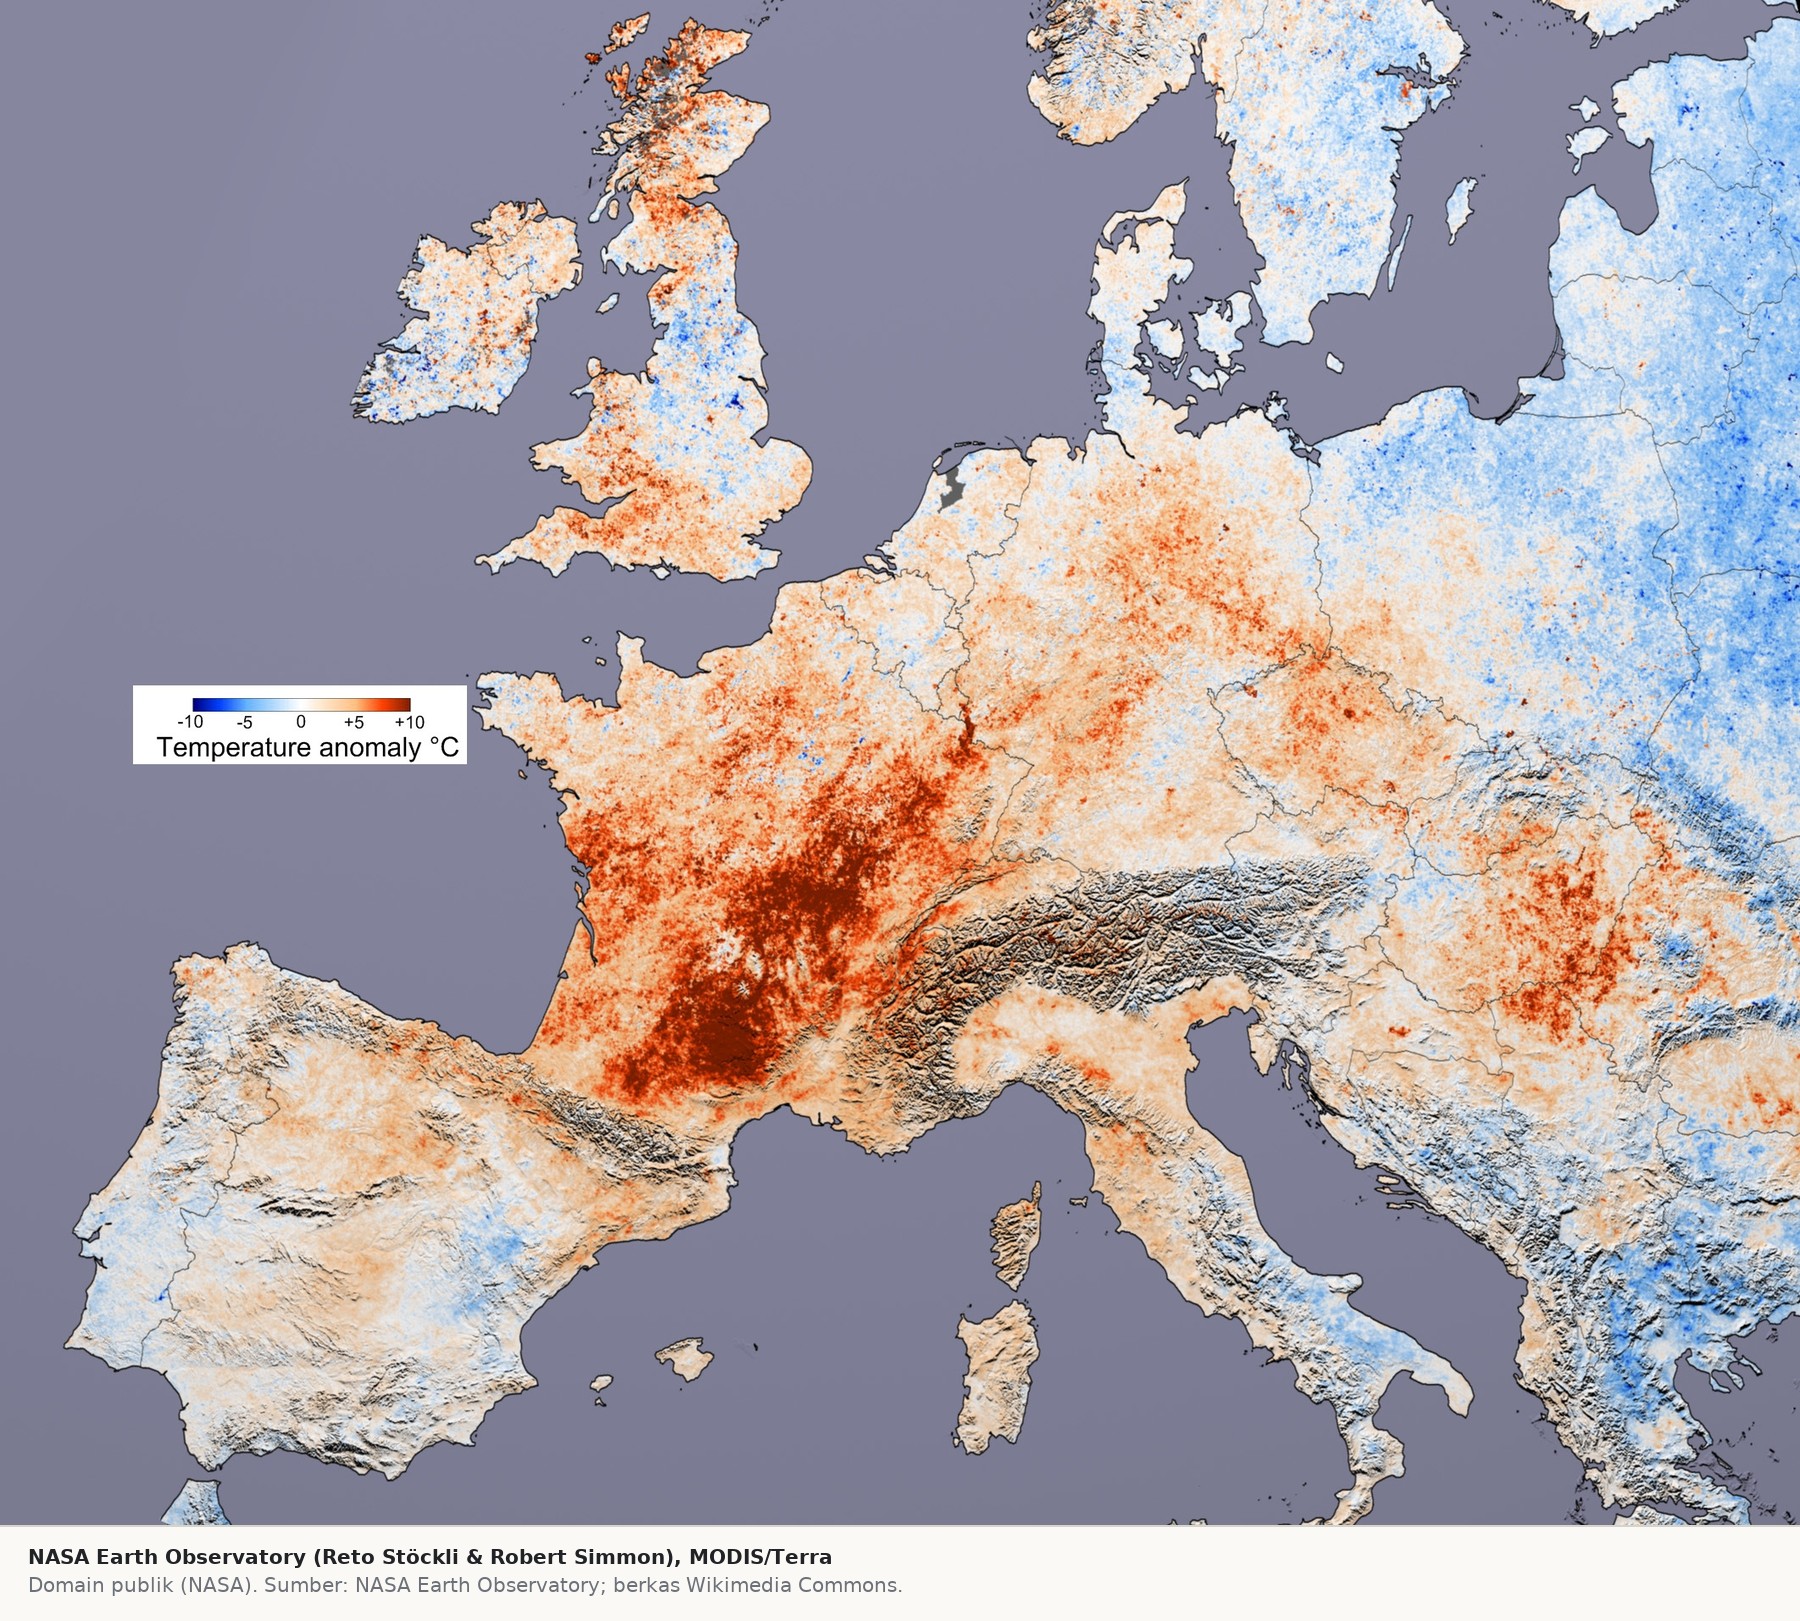 -10 -5 0 +5 +10
Temperature anomaly °C
NASA Earth Observatory (Reto Stöckli & Robert Simmon), MODIS/Terra
Domain publik (NASA). Sumber: NASA Earth Observatory; berkas Wikimedia Commons.